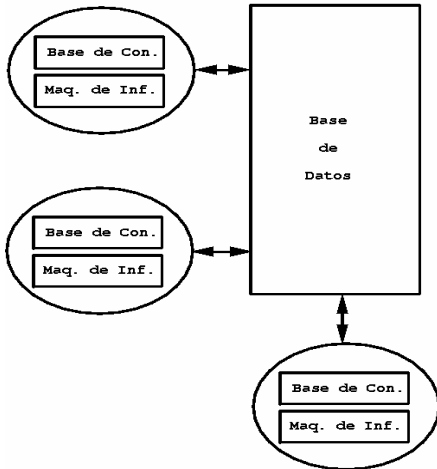 Base de Con.
Maq. de Inf.
Base
de
Datos
Base de Con.
Maq. de Inf.
Base de Con.
Maq. de Inf.